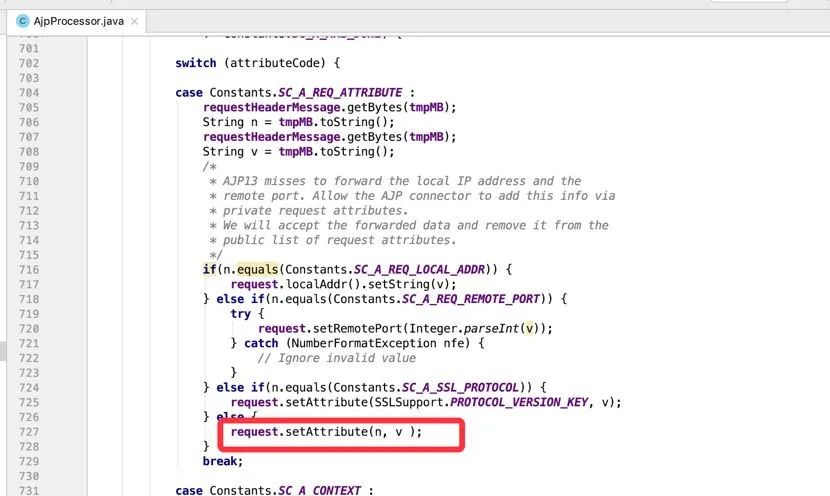 AjpProcessor.java
701
702 switch (attributeCode) {
703
704 case Constants.SC_A_REQ_ATTRIBUTE :
705 requestHeaderMessage.getBytes(tmpMB);
706 String n = tmpMB.toString();
707 requestHeaderMessage.getBytes(tmpMB);
708 String v = tmpMB.toString();
709 /*
710 * AJP13 misses to forward the local IP address and the
711 * remote port. Allow the AJP connector to add this info via
712 * private request attributes.
713 * We will accept the forwarded data and remove it from the
714 * public list of request attributes.
715 */
716 if(n.equals(Constants.SC_A_REQ_LOCAL_ADDR)) {
717 request.localAddr().setString(v);
718 } else if(n.equals(Constants.SC_A_REQ_REMOTE_PORT)) {
719 try {
720 request.setRemotePort(Integer.parseInt(v));
721 } catch (NumberFormatException nfe) {
722 // Ignore invalid value
723 }
724 } else if(n.equals(Constants.SC_A_SSL_PROTOCOL)) {
725 request.setAttribute(SSLSupport.PROTOCOL_VERSION_KEY, v);
726 } else {
727 request.setAttribute(n, v );
728 }
729 break;
730
731 case Constants.SC_A_CONTEXT :